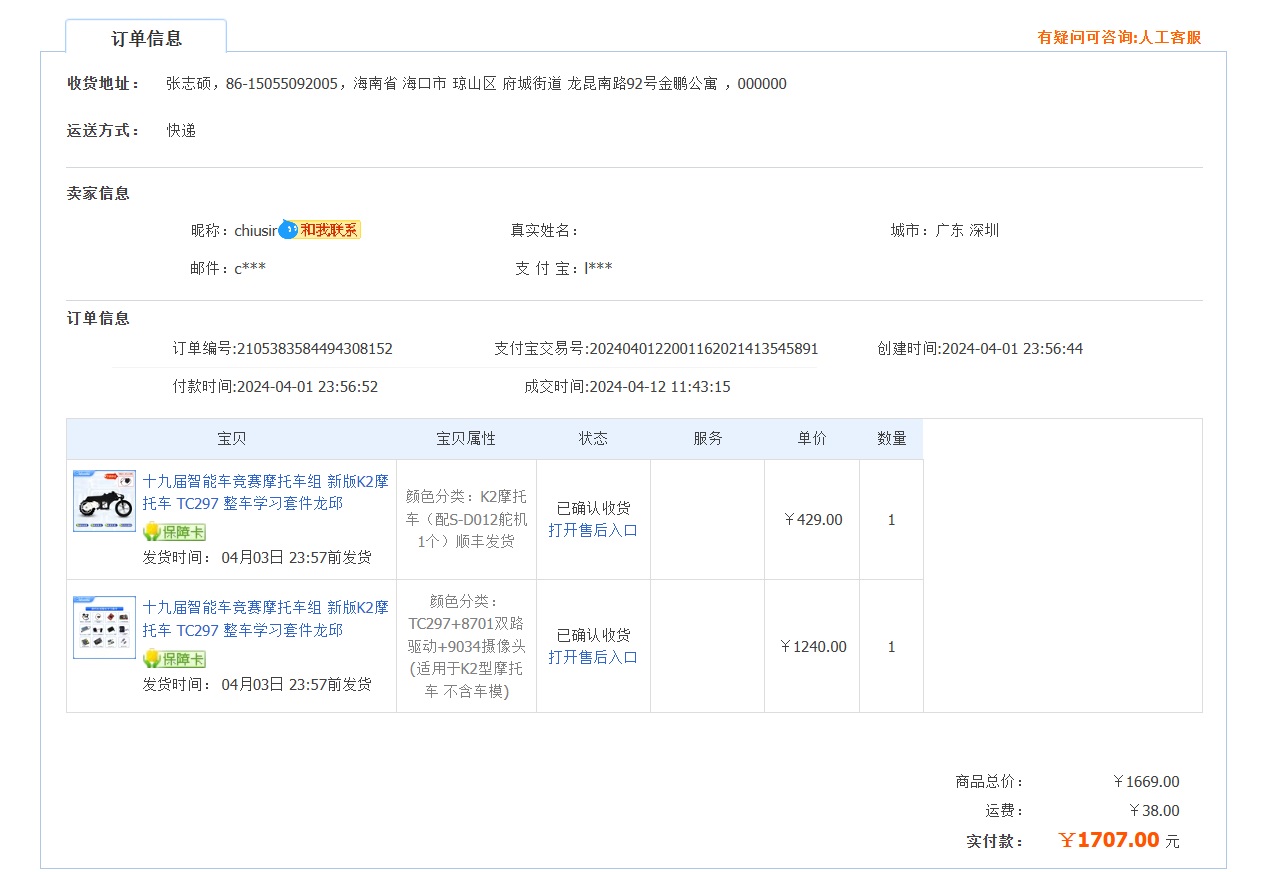 订单信息
有疑问可咨询:人工客服
收货地址： 张志硕，86-15055092005，海南省 海口市 琼山区 府城街道 龙昆南路92号金鹏公寓 ，000000
运送方式： 快递
卖家信息
昵称：chiusir 和我联系 真实姓名： 城市：广东 深圳
邮件：c*** 支 付 宝：l***
订单信息
订单编号:2105383584494308152 支付宝交易号:2024040122001162021413545891 创建时间:2024-04-01 23:56:44
付款时间:2024-04-01 23:56:52 成交时间:2024-04-12 11:43:15
宝贝 宝贝属性 状态 服务 单价 数量
十九届智能车竞赛摩托车组 新版K2摩
托车 TC297 整车学习套件龙邱
保障卡
发货时间： 04月03日 23:57前发货
颜色分类：K2摩托
车（配S-D012舵机
1个）顺丰发货
已确认收货
打开售后入口
￥429.00
1
十九届智能车竞赛摩托车组 新版K2摩
托车 TC297 整车学习套件龙邱
保障卡
发货时间： 04月03日 23:57前发货
颜色分类：
TC297+8701双路
驱动+9034摄像头
(适用于K2型摩托
车 不含车模)
已确认收货
打开售后入口
￥1240.00
1
商品总价： ￥1669.00
运费： ￥38.00
实付款： ￥1707.00 元